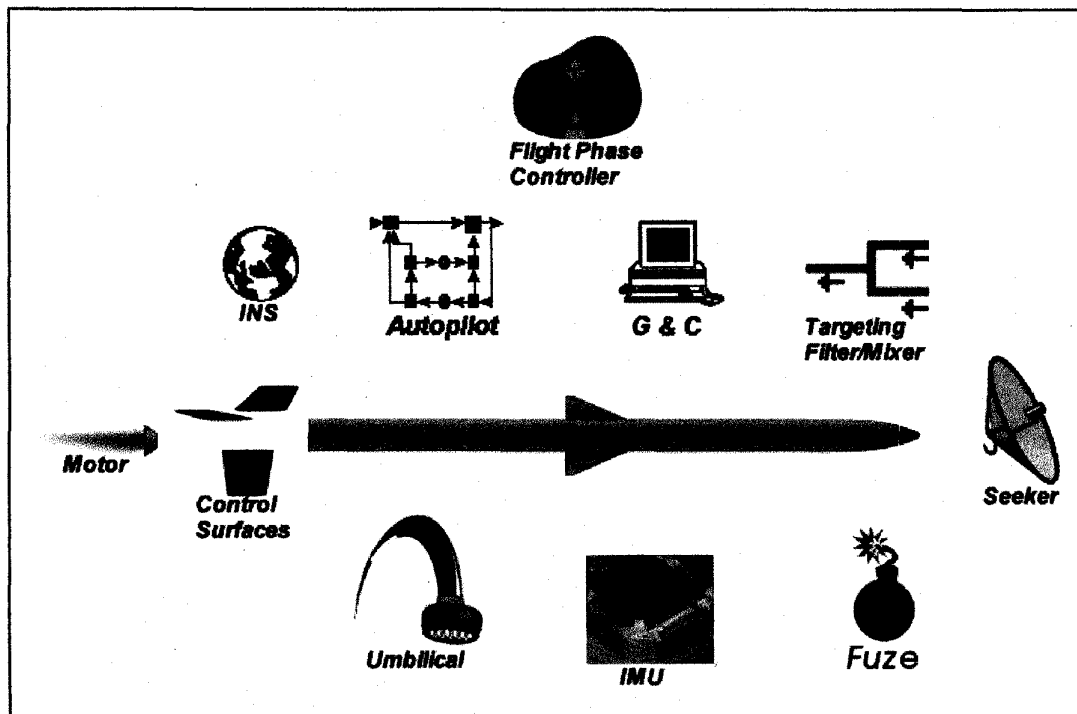 Flight Phase
Controller
INS
Autopilot
G & C
Targeting
Filter/Mixer
Motor
Control
Surfaces
Seeker
Umbilical
IMU
Fuze